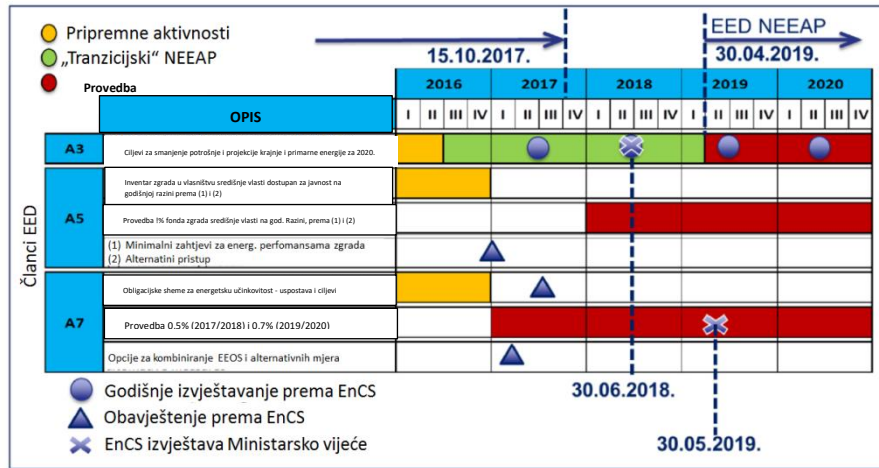 Pripremne aktivnosti
„Tranzicijski“ NEEAP
Provedba
15.10.2017.
EED NEEAP
30.04.2019.
2016 2017 2018 2019 2020
OPIS
I II III IV I II III IV I II III IV I II III IV I II III IV
Članci EED
A3
Ciljevi za smanjenje potrošnje i projekcije krajnje i primarne energije za 2020.
A5
Inventar zgrada u vlasništvu središnje vlasti dostupan za javnost na
godišnjoj razini prema (1) i (2)
Provedba !% fonda zgrada središnje vlasti na god. Razini, prema (1) i (2)
(1) Minimalni zahtjevi za energ. perfomansama zgrada
(2) Alternatini pristup
A7
Obligacijske sheme za energetsku učinkovitost - uspostava i ciljevi
Provedba 0.5% (2017/2018) i 0.7% (2019/2020)
Opcije za kombiniranje EEOS i alternativnih mjera
Godišnje izvještavanje prema EnCS
Obavještenje prema EnCS
EnCS izvještava Ministarsko vijeće
30.06.2018.
30.05.2019.